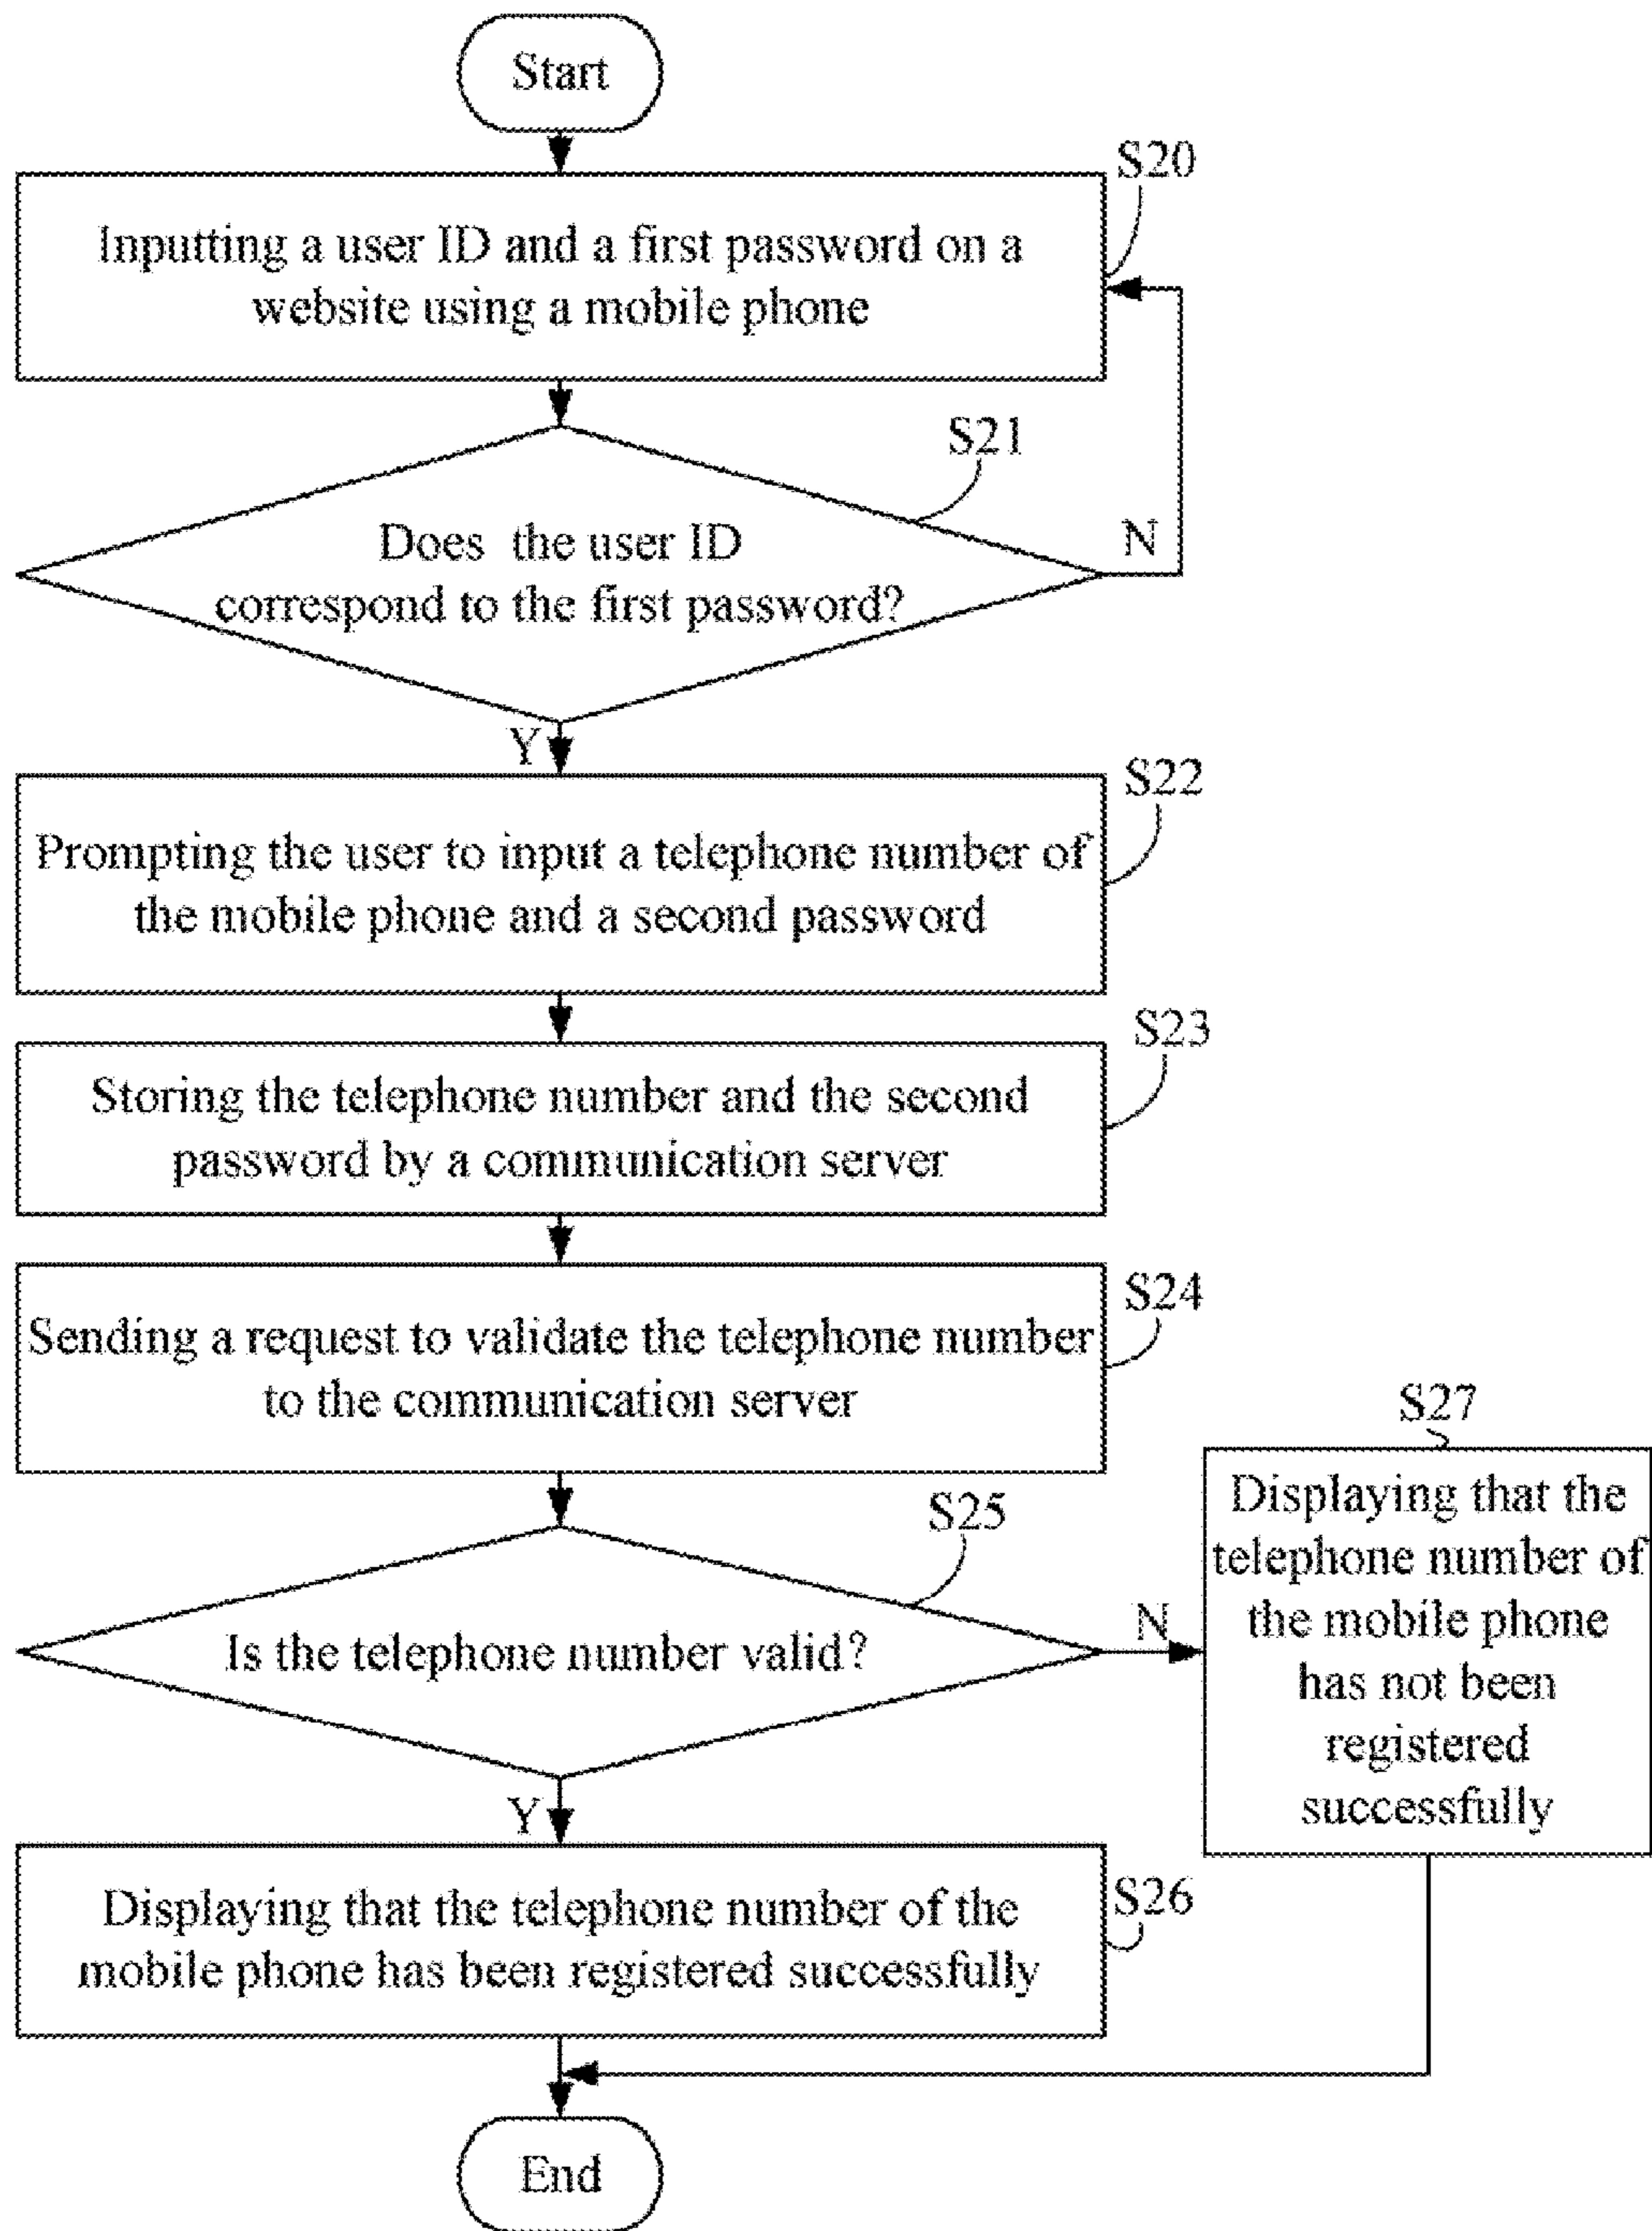 Start
S20
Inputting a user ID and a first password on a
website using a mobile phone
S21
Does the user ID
correspond to the first password?
N
Y
S22
Prompting the user to input a telephone number of
the mobile phone and a second password
S23
Storing the telephone number and the second
password by a communication server
S24
Sending a request to validate the telephone number
to the communication server
S25
Is the telephone number valid?
N
S27
Displaying that the
telephone number of
the mobile phone
has not been
registered
successfully
Y
S26
Displaying that the telephone number of the
mobile phone has been registered successfully
End